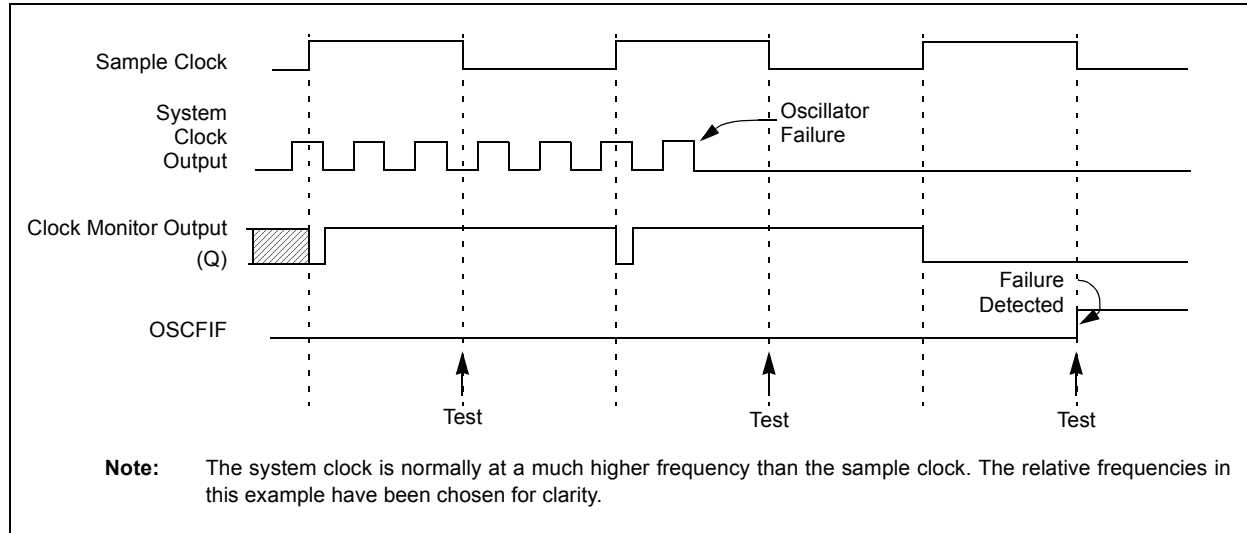 Sample Clock
System
Clock
Output
Oscillator
Failure
Clock Monitor Output
(Q)
Failure
Detected
OSCFIF
Test
Test
Test
Note: The system clock is normally at a much higher frequency than the sample clock. The relative frequencies in
this example have been chosen for clarity.